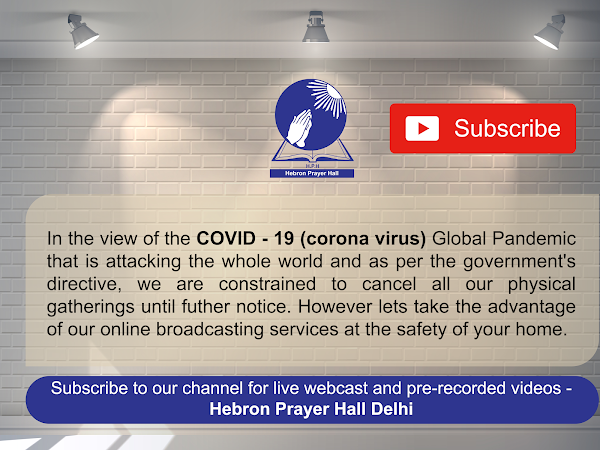 H.P.H
Hebron Prayer Hall
Subscribe
In the view of the COVID - 19 (corona virus) Global Pandemic
that is attacking the whole world and as per the government's
directive, we are constrained to cancel all our physical
gatherings until futher notice. However lets take the advantage
of our online broadcasting services at the safety of your home.
Subscribe to our channel for live webcast and pre-recorded videos -
Hebron Prayer Hall Delhi